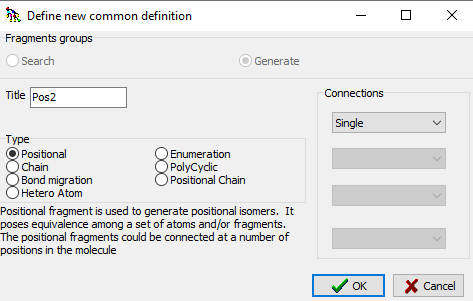 Define new common definition
Fragments groups
Search
Generate
Title
Pos2
Connections
Single
Type
Positional
Enumeration
Chain
PolyCyclic
Bond migration
Positional Chain
Hetero Atom
Positional fragment is used to generate positional isomers. It
poses equivalence among a set of atoms and/or fragments.
The positional fragments could be connected at a number of
positions in the molecule
OK
Cancel